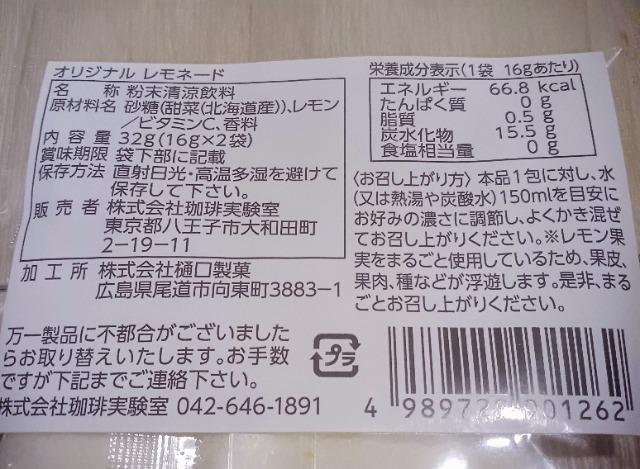 オリジナル レモネード
名 称 粉末清涼飲料
原材料名 砂糖(甜菜(北海道産))、レモン
/ビタミンC、香料
内 容 量 32g(16g×2袋)
賞味期限 袋下部に記載
保存方法 直射日光・高温多湿を避けて
保存して下さい。
販 売 者 株式会社珈琲実験室
東京都八王子市大和田町
2-19-11
加 工 所 株式会社樋口製菓
広島県尾道市向東町3883-1
栄養成分表示(1袋 16gあたり)
エネルギー 66.8 kcal
たんぱく質 0 g
脂質 0.5 g
炭水化物 15.5 g
食塩相当量 0 g
〈お召し上がり方〉本品1包に対し、水
(又は熱湯や炭酸水)150mlを目安に
お好みの濃さに調節し、よくかき混ぜ
てお召し上がりください。※レモン果
実をまるごと使用しているため、果皮、
果肉、種などが浮遊します。是非、まる
ごとお召し上がりください。
万一製品に不都合がございました
らお取り替えいたします。お手数
ですが下記までご連絡下さい。
株式会社珈琲実験室 042-646-1891
プラ